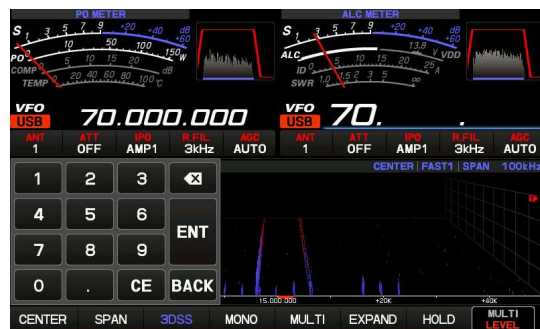 PO METER
S 1 3 5 7 9 +20 +40 +60 dB
PO 0 10 50 100 150 W
COMP 0 5 10 15 20 dB
TEMP 0 20 40 60 80 100 °C
VFO
USB
70.000.000
ANT ATT IPO R.FIL AGC
1 OFF AMP1 3kHz AUTO
ALC METER
S 1 3 5 7 9 +20 +40 +60 dB
ALC 13.8 VDD
ID 0 5 10 15 20 25 A
SWR 1.0 1.5 2 3 5 ∞
VFO
USB
70. .
ANT ATT IPO R.FIL AGC
1 OFF AMP1 3kHz AUTO
CENTER | FAST1 | SPAN 100kHz
1 2 3
4 5 6 ENT
7 8 9
0 . CE BACK
15.000 000 +20K +40K
CENTER SPAN 3DSS MONO MULTI EXPAND HOLD MULTI
LEVEL